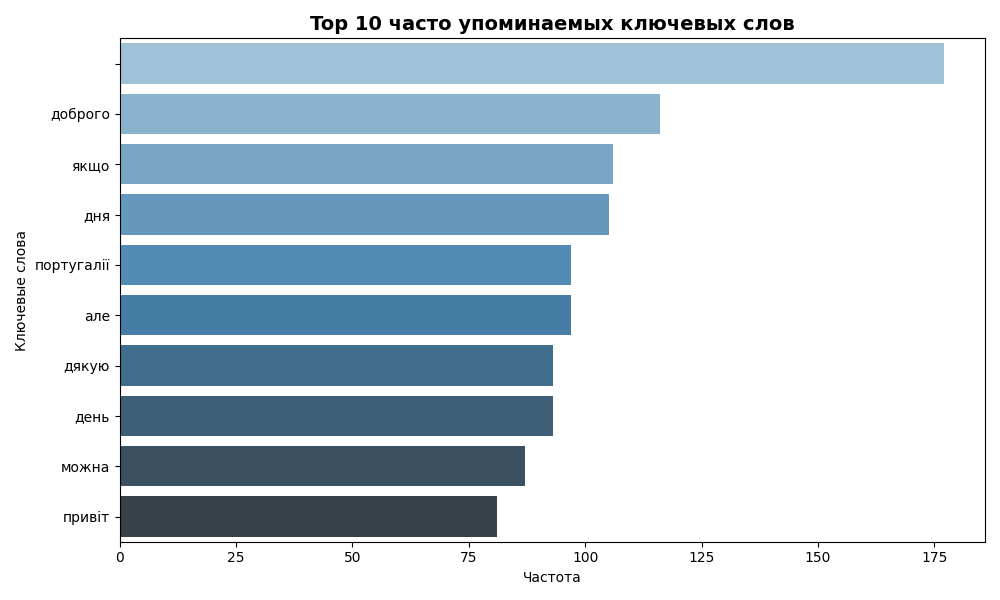 Top 10 часто упоминаемых ключевых слов
Ключевые слова
доброго
якщо
дня
португалії
але
дякую
день
можна
привіт
0 25 50 75 100 125 150 175
Частота